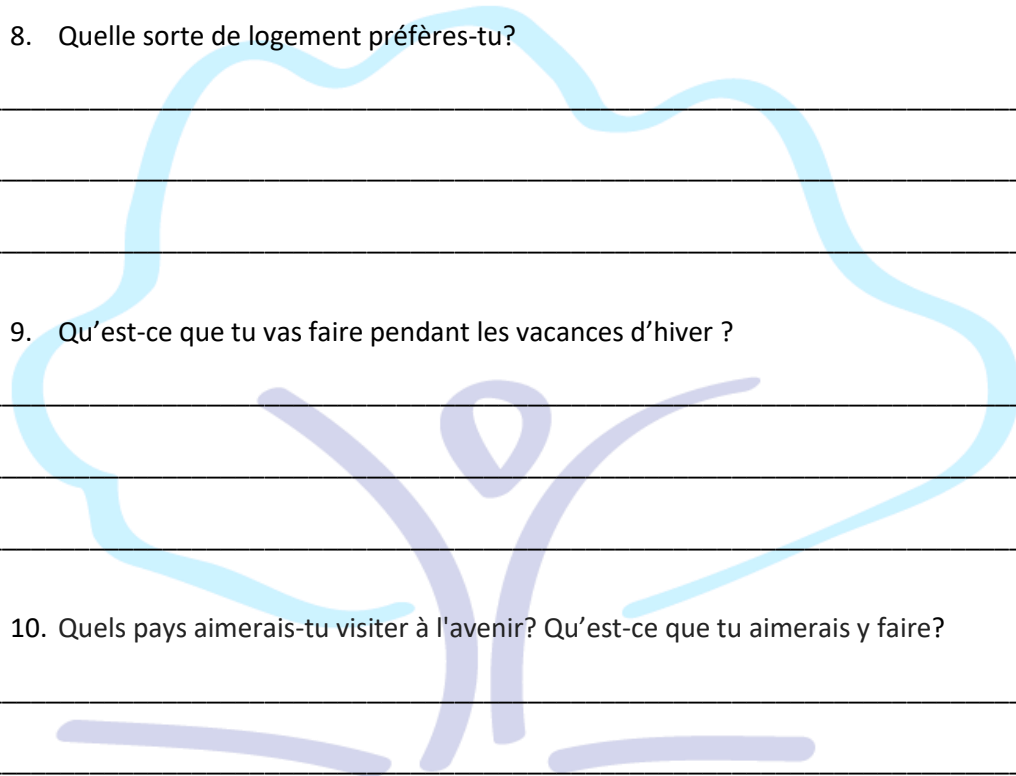 8. Quelle sorte de logement préfères-tu?
9. Qu’est-ce que tu vas faire pendant les vacances d’hiver ?
10. Quels pays aimerais-tu visiter à l'avenir? Qu’est-ce que tu aimerais y faire?